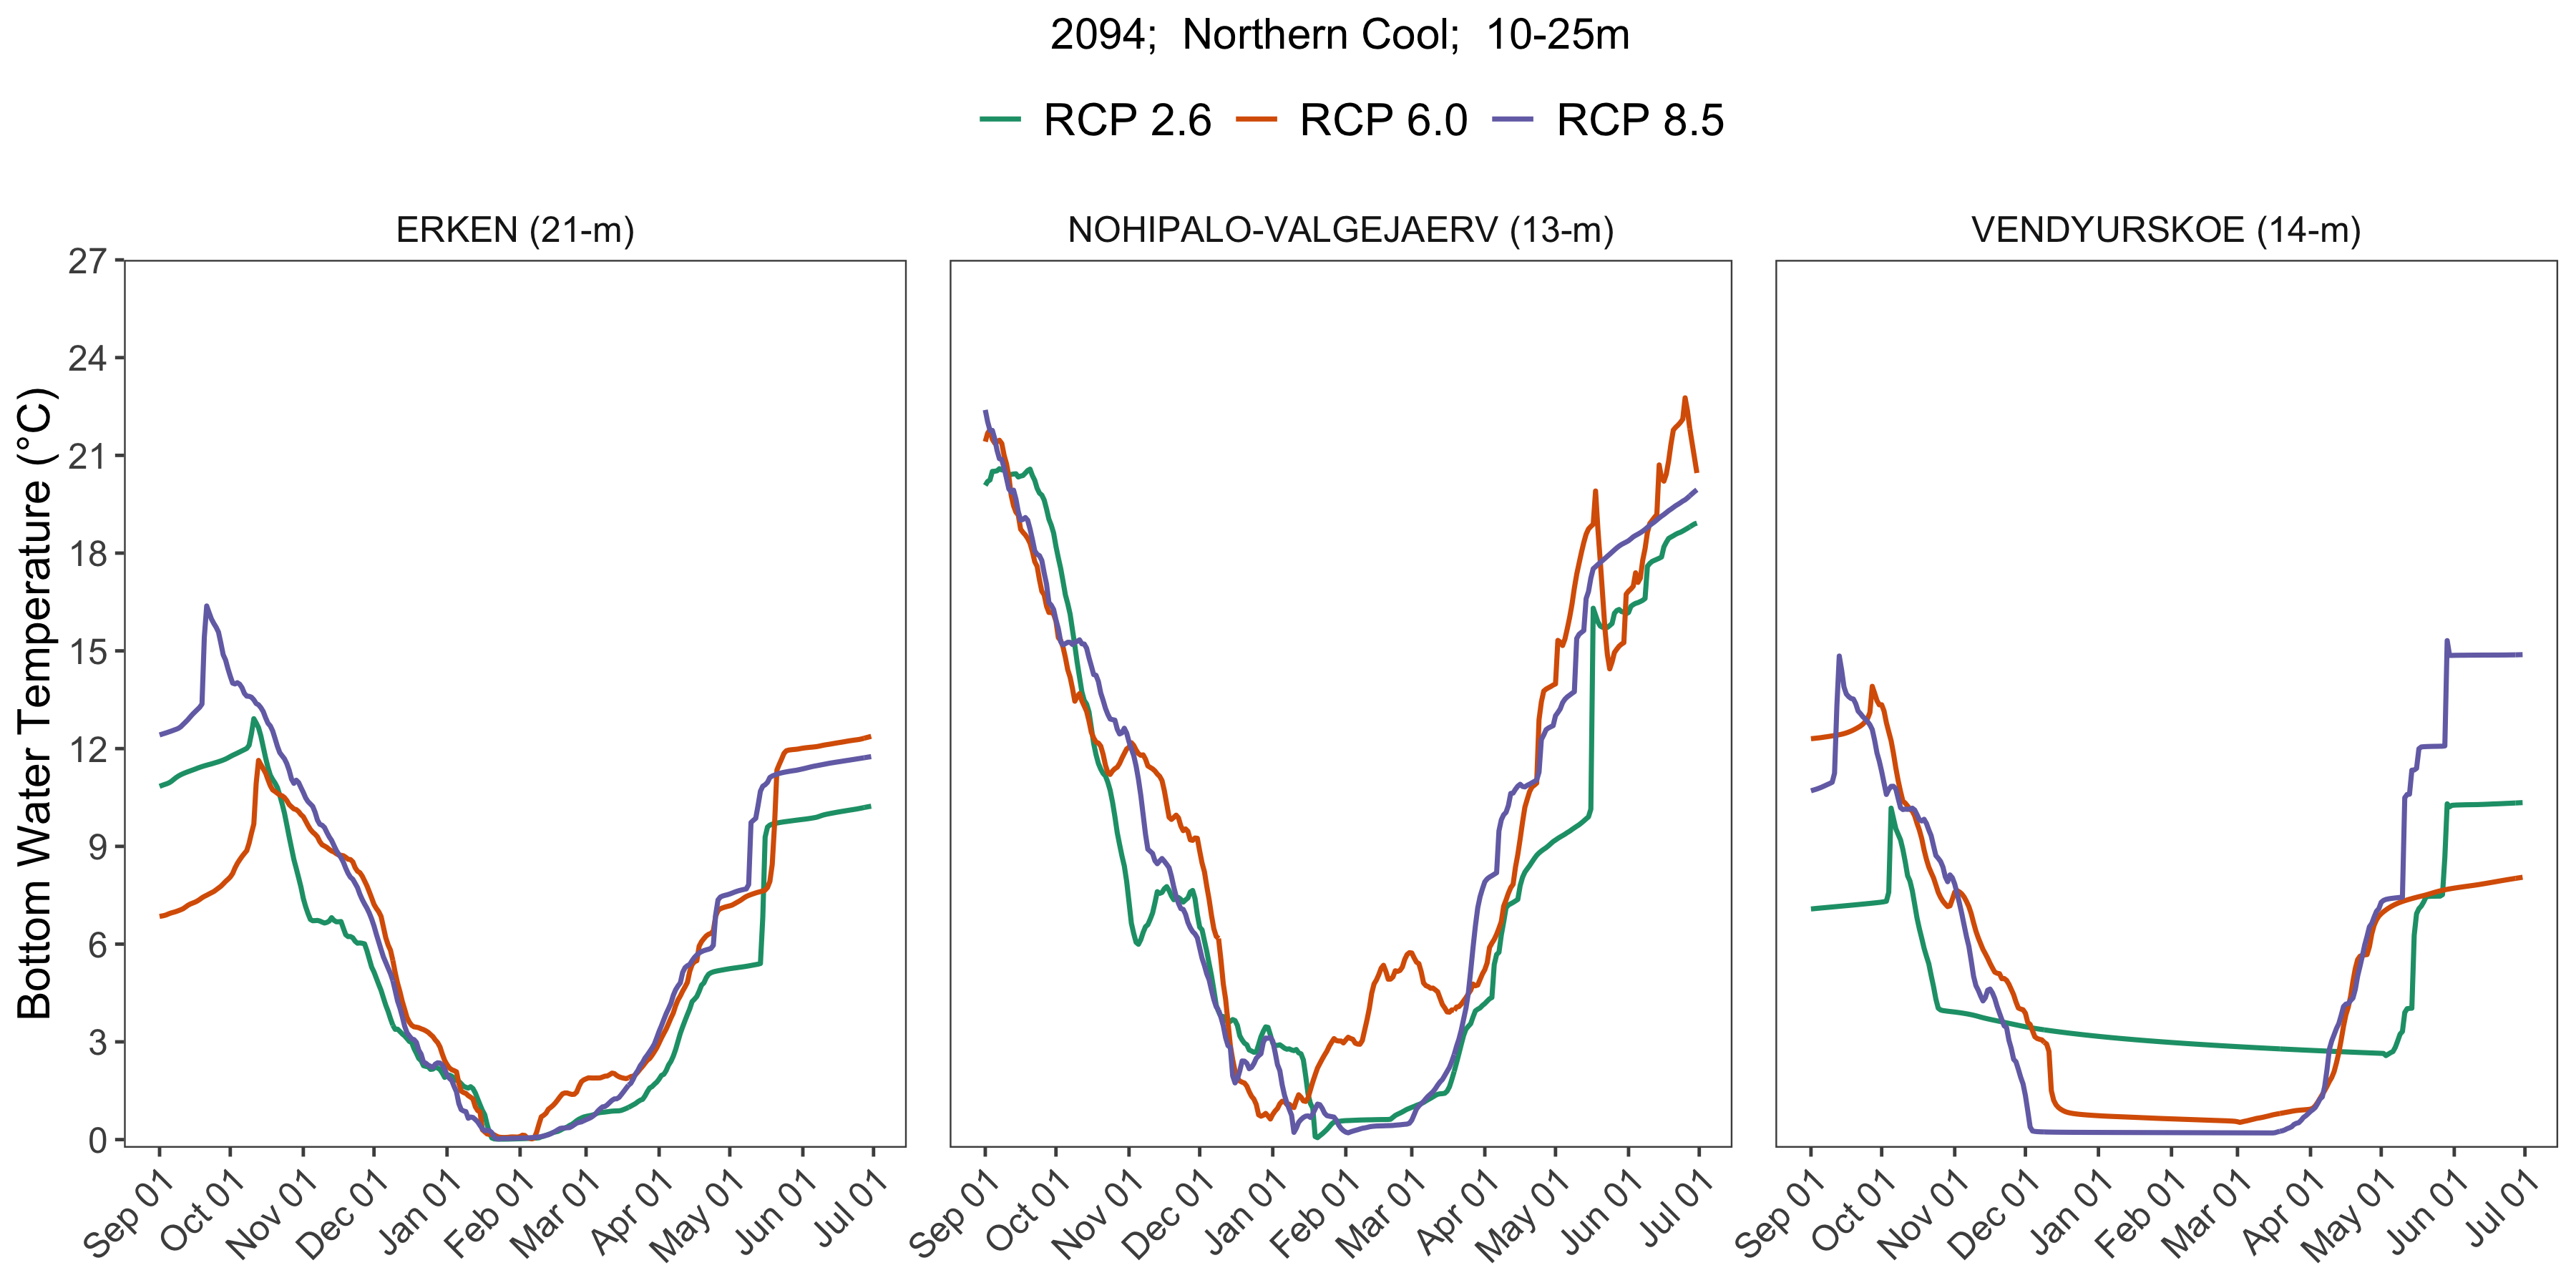 2094;  Northern Cool;  10-25m
RCP 2.6 RCP 6.0 RCP 8.5
ERKEN (21-m) NOHIPALO-VALGEJAERV (13-m) VENDYURSKOE (14-m)
Bottom Water Temperature (°C)
27
24
21
18
15
12
9
6
3
0
Sep 01 Oct 01 Nov 01 Dec 01 Jan 01 Feb 01 Mar 01 Apr 01 May 01 Jun 01 Jul 01
Sep 01 Oct 01 Nov 01 Dec 01 Jan 01 Feb 01 Mar 01 Apr 01 May 01 Jun 01 Jul 01
Sep 01 Oct 01 Nov 01 Dec 01 Jan 01 Feb 01 Mar 01 Apr 01 May 01 Jun 01 Jul 01